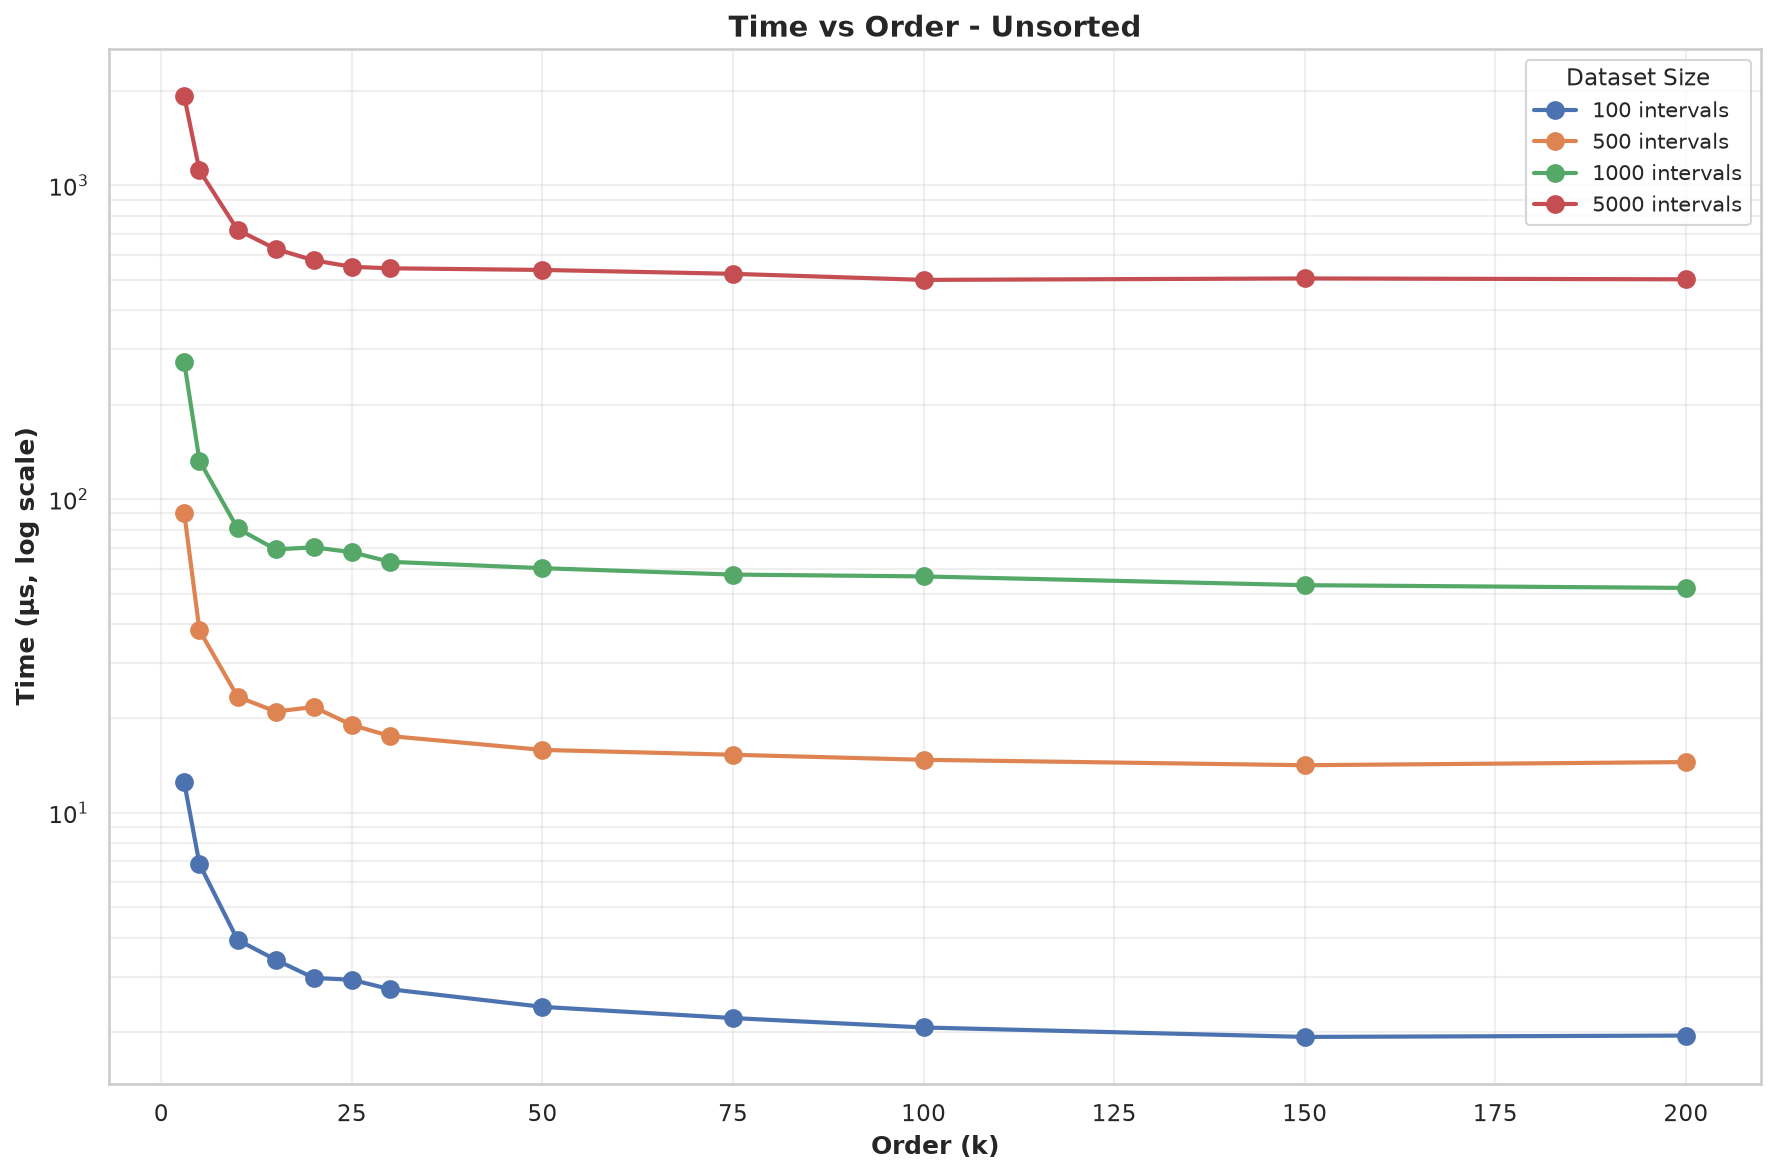 Time vs Order - Unsorted
Dataset Size
100 intervals
500 intervals
1000 intervals
5000 intervals
Time (µs, log scale)
10³
10²
10¹
0 25 50 75 100 125 150 175 200
Order (k)